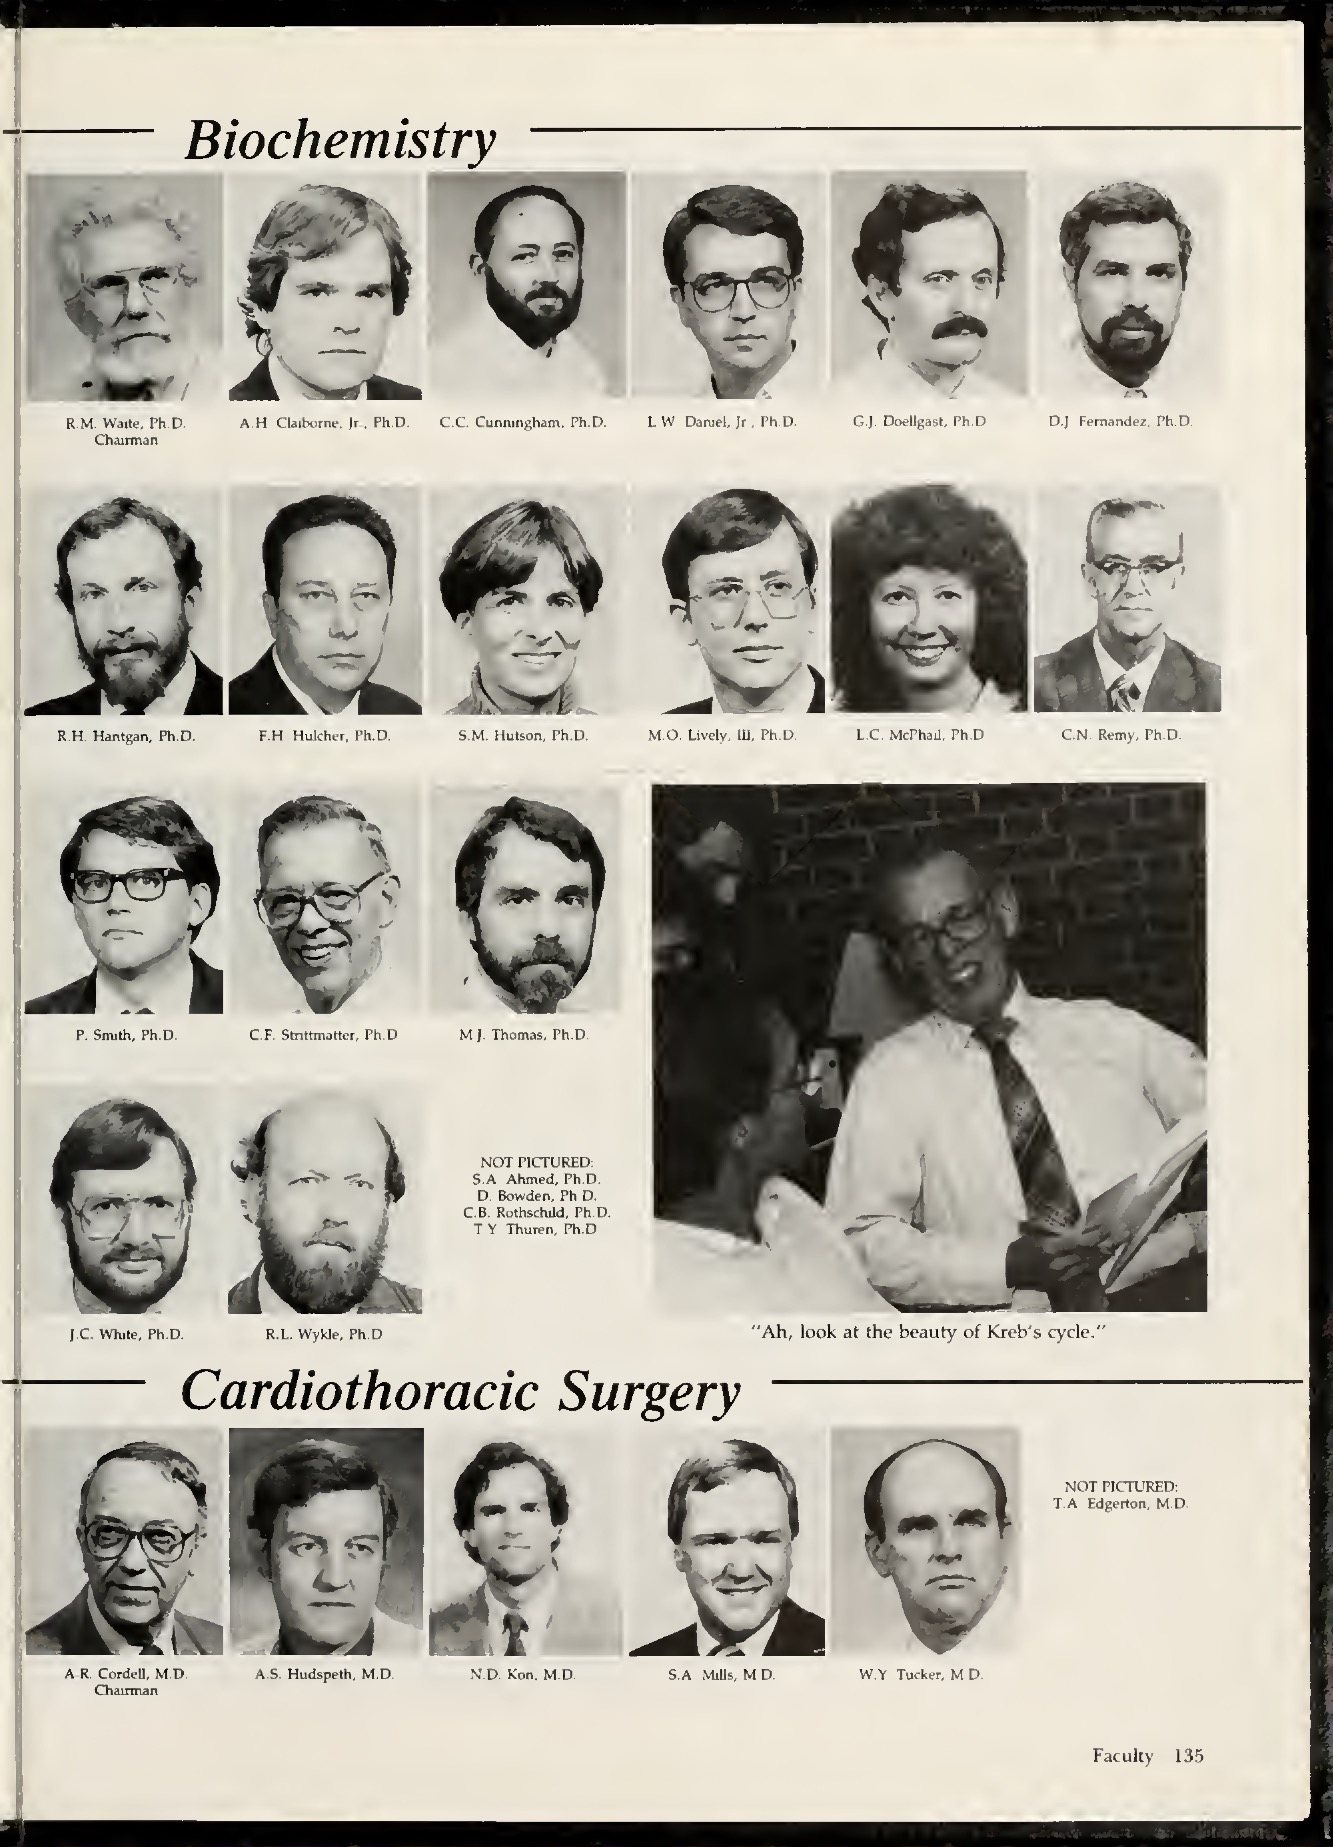 Biochemistry
R.M. Waite, Ph.D.
Chairman
A.H. Claiborne, Jr., Ph.D.
C.C. Cunningham, Ph.D.
L.W. Daniel, Jr., Ph.D.
G.J. Doellgast, Ph.D
D.J. Fernandez, Ph.D.
R.H. Hantgan, Ph.D.
F.H. Hulcher, Ph.D.
S.M. Hutson, Ph.D.
M.O. Lively, III, Ph.D.
L.C. McPhail, Ph.D
C.N. Remy, Ph.D.
P. Smith, Ph.D.
C.F. Strittmatter, Ph.D
M.J. Thomas, Ph.D.
J.C. White, Ph.D.
R.L. Wykle, Ph.D
NOT PICTURED:
S.A. Ahmed, Ph.D.
D. Bowden, Ph.D.
C.B. Rothschild, Ph.D.
T.Y. Thuren, Ph.D
"Ah, look at the beauty of Kreb's cycle."
Cardiothoracic Surgery
A.R. Cordell, M.D.
Chairman
A.S. Hudspeth, M.D.
N.D. Kon, M.D.
S.A. Mills, M.D.
W.Y. Tucker, M.D.
NOT PICTURED:
T.A. Edgerton, M.D.
Faculty 135